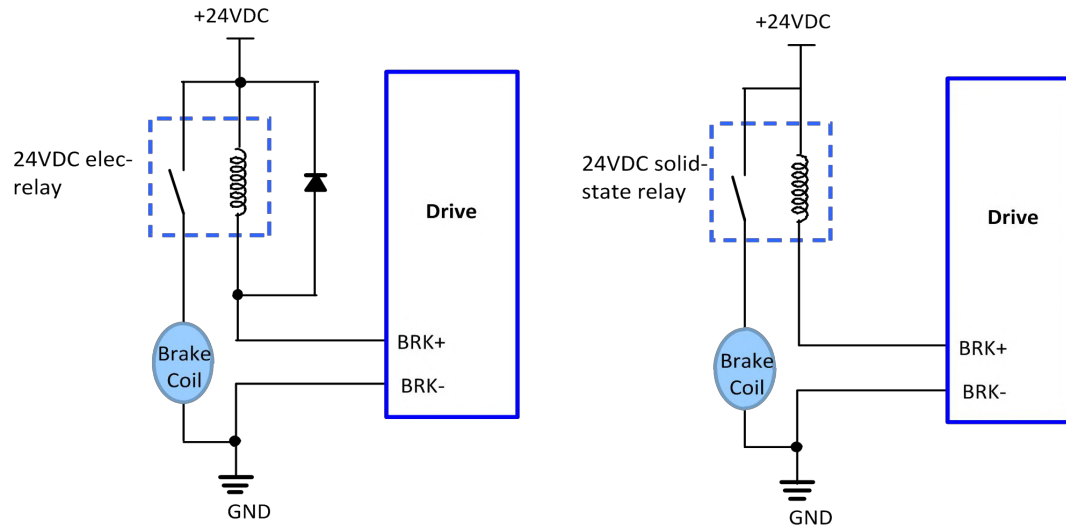 +24VDC
24VDC elec-
relay
Drive
BRK+
Brake
Coil
BRK-
GND
+24VDC
24VDC solid-
state relay
Drive
BRK+
Brake
Coil
BRK-
GND